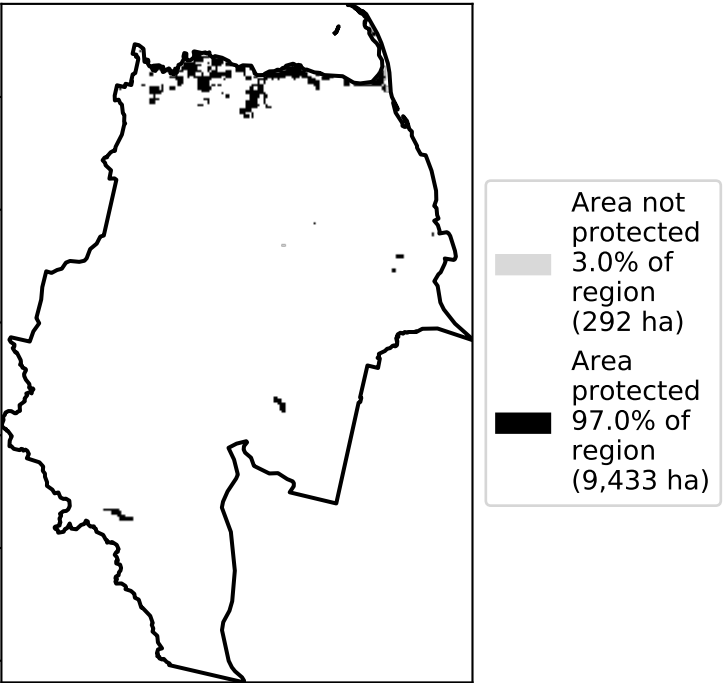 Area not
protected
3.0% of
region
(292 ha)
Area
protected
97.0% of
region
(9,433 ha)